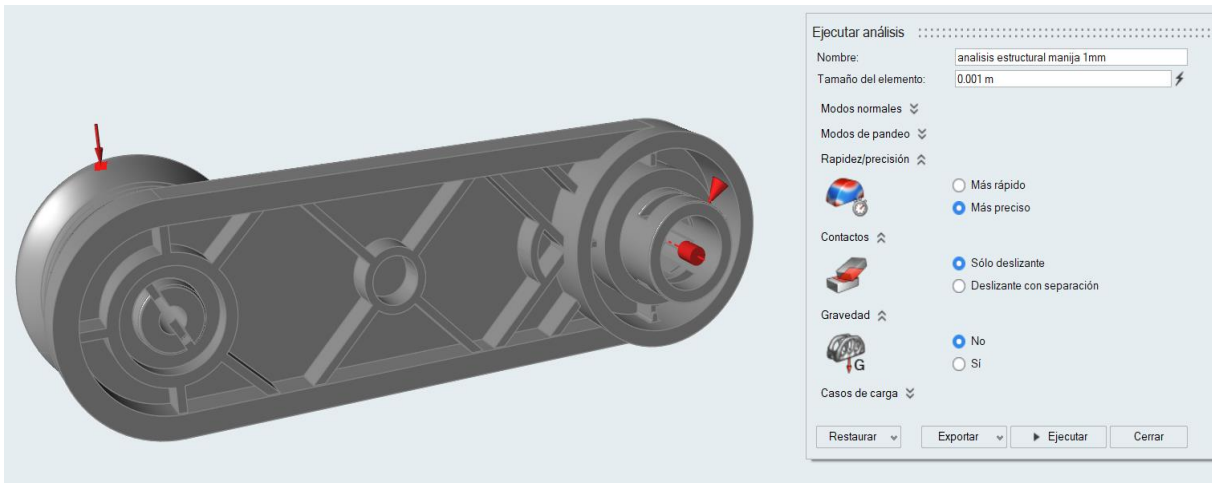 Ejecutar análisis
Nombre: analisis estructural manija 1mm
Tamaño del elemento: 0.001 m
Modos normales
Modos de pandeo
Rapidez/precisión
Más rápido
Más preciso
Contactos
Sólo deslizante
Deslizante con separación
Gravedad
No
G Sí
Casos de carga
Restaurar Exportar Ejecutar Cerrar